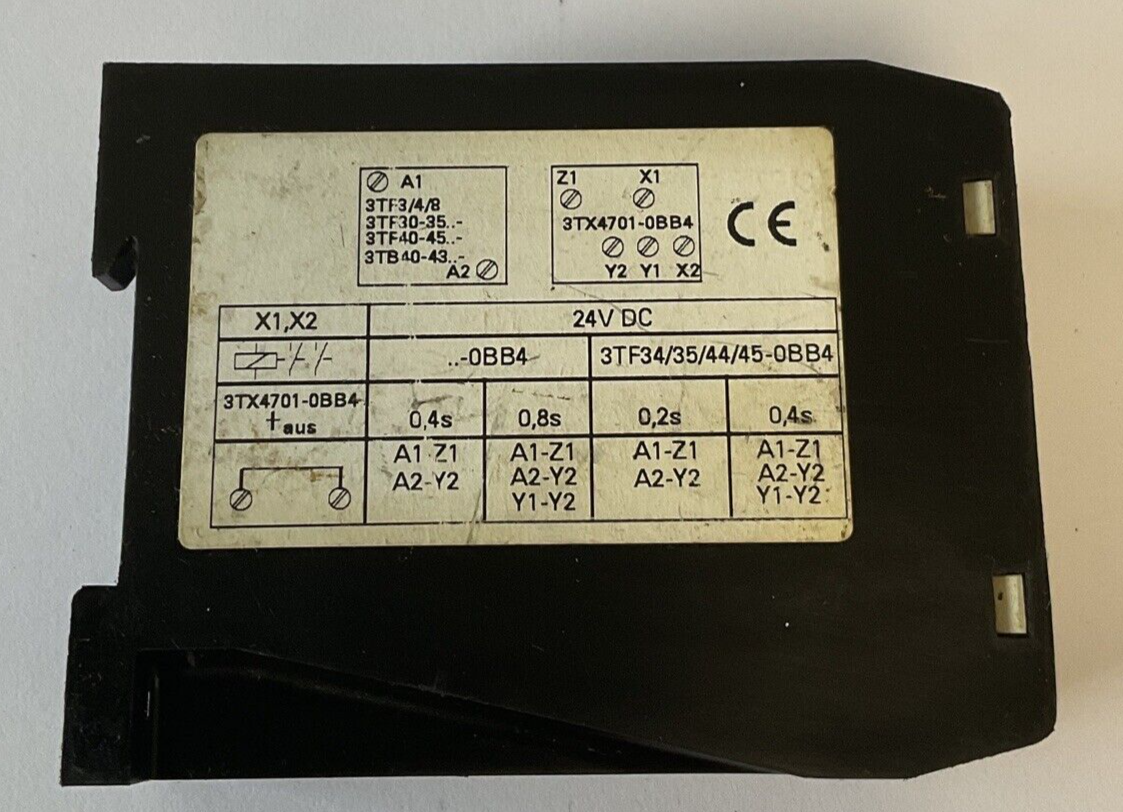 A1
3TF3/4/8
3TF30-35..-
3TF40-45..-
3TB40-43..-
A2
Z1 X1
3TX4701-0BB4
Y2 Y1 X2
CE
X1,X2 24V DC
..-0BB4 3TF34/35/44/45-0BB4
3TX4701-0BB4
taus 0,4s 0,8s 0,2s 0,4s
A1-Z1 A1-Z1 A1-Z1 A1-Z1
A2-Y2 A2-Y2 A2-Y2 A2-Y2
Y1-Y2 Y1-Y2